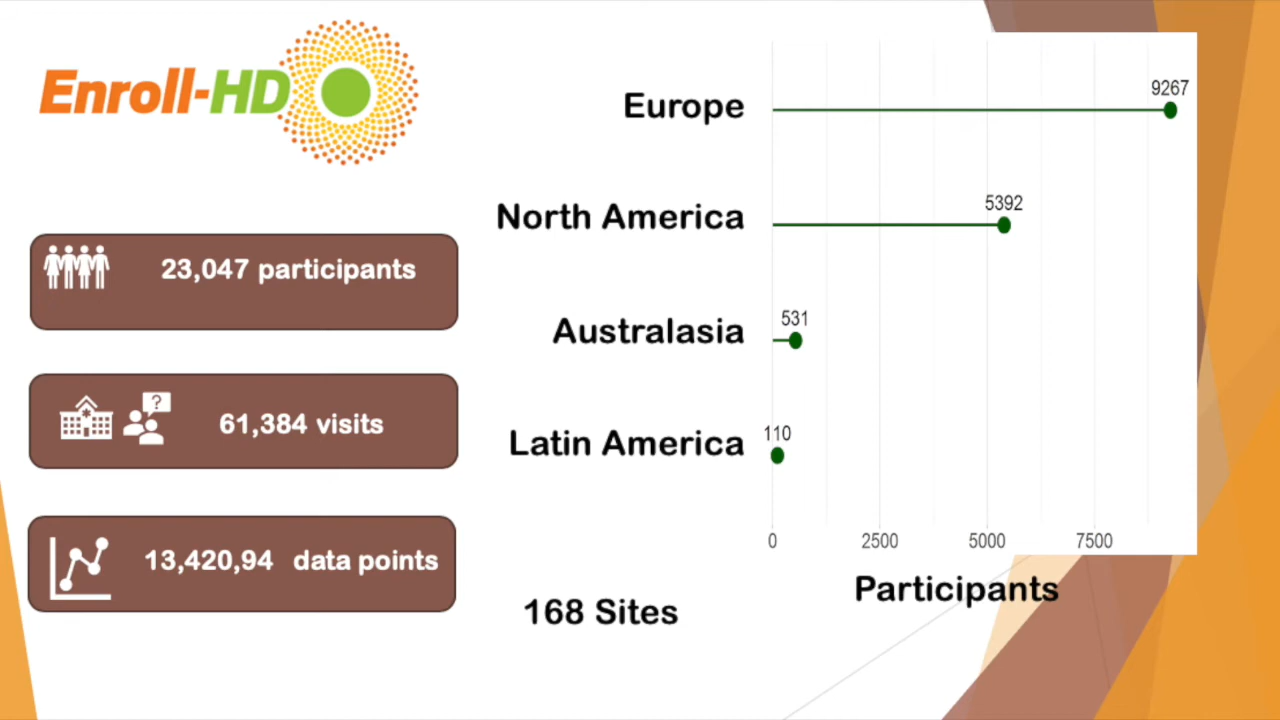 Enroll-HD
23,047 participants
?
61,384 visits
13,420,94 data points
Europe
9267
North America
5392
Australasia
531
Latin America
110
0 2500 5000 7500
Participants
168 Sites